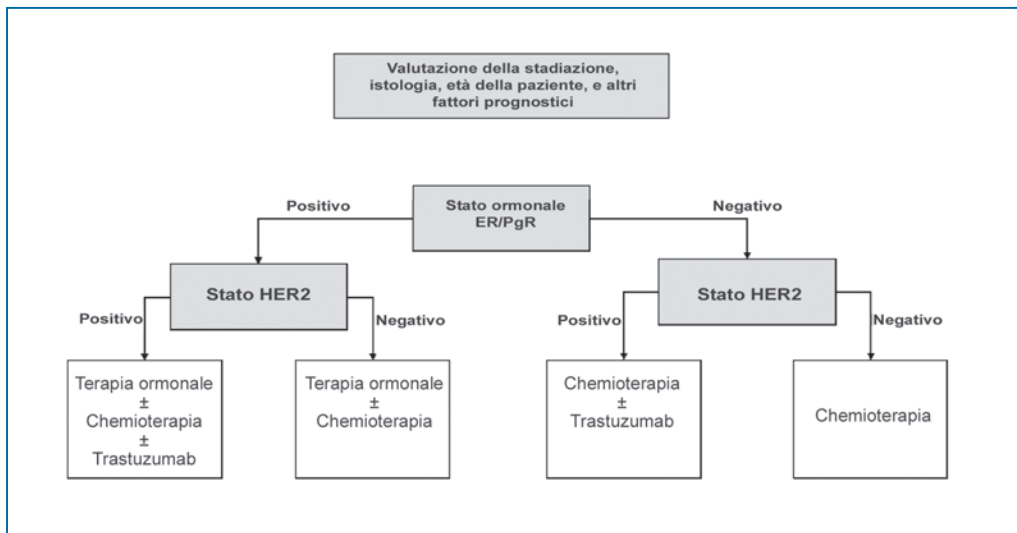 Valutazione della stadiazione,
istologia, età della paziente, e altri
fattori prognostici
Positivo
Stato ormonale
ER/PgR
Negativo
Stato HER2
Stato HER2
Positivo
Negativo
Positivo
Negativo
Terapia ormonale
±
Chemioterapia
±
Trastuzumab
Terapia ormonale
±
Chemioterapia
Chemioterapia
±
Trastuzumab
Chemioterapia